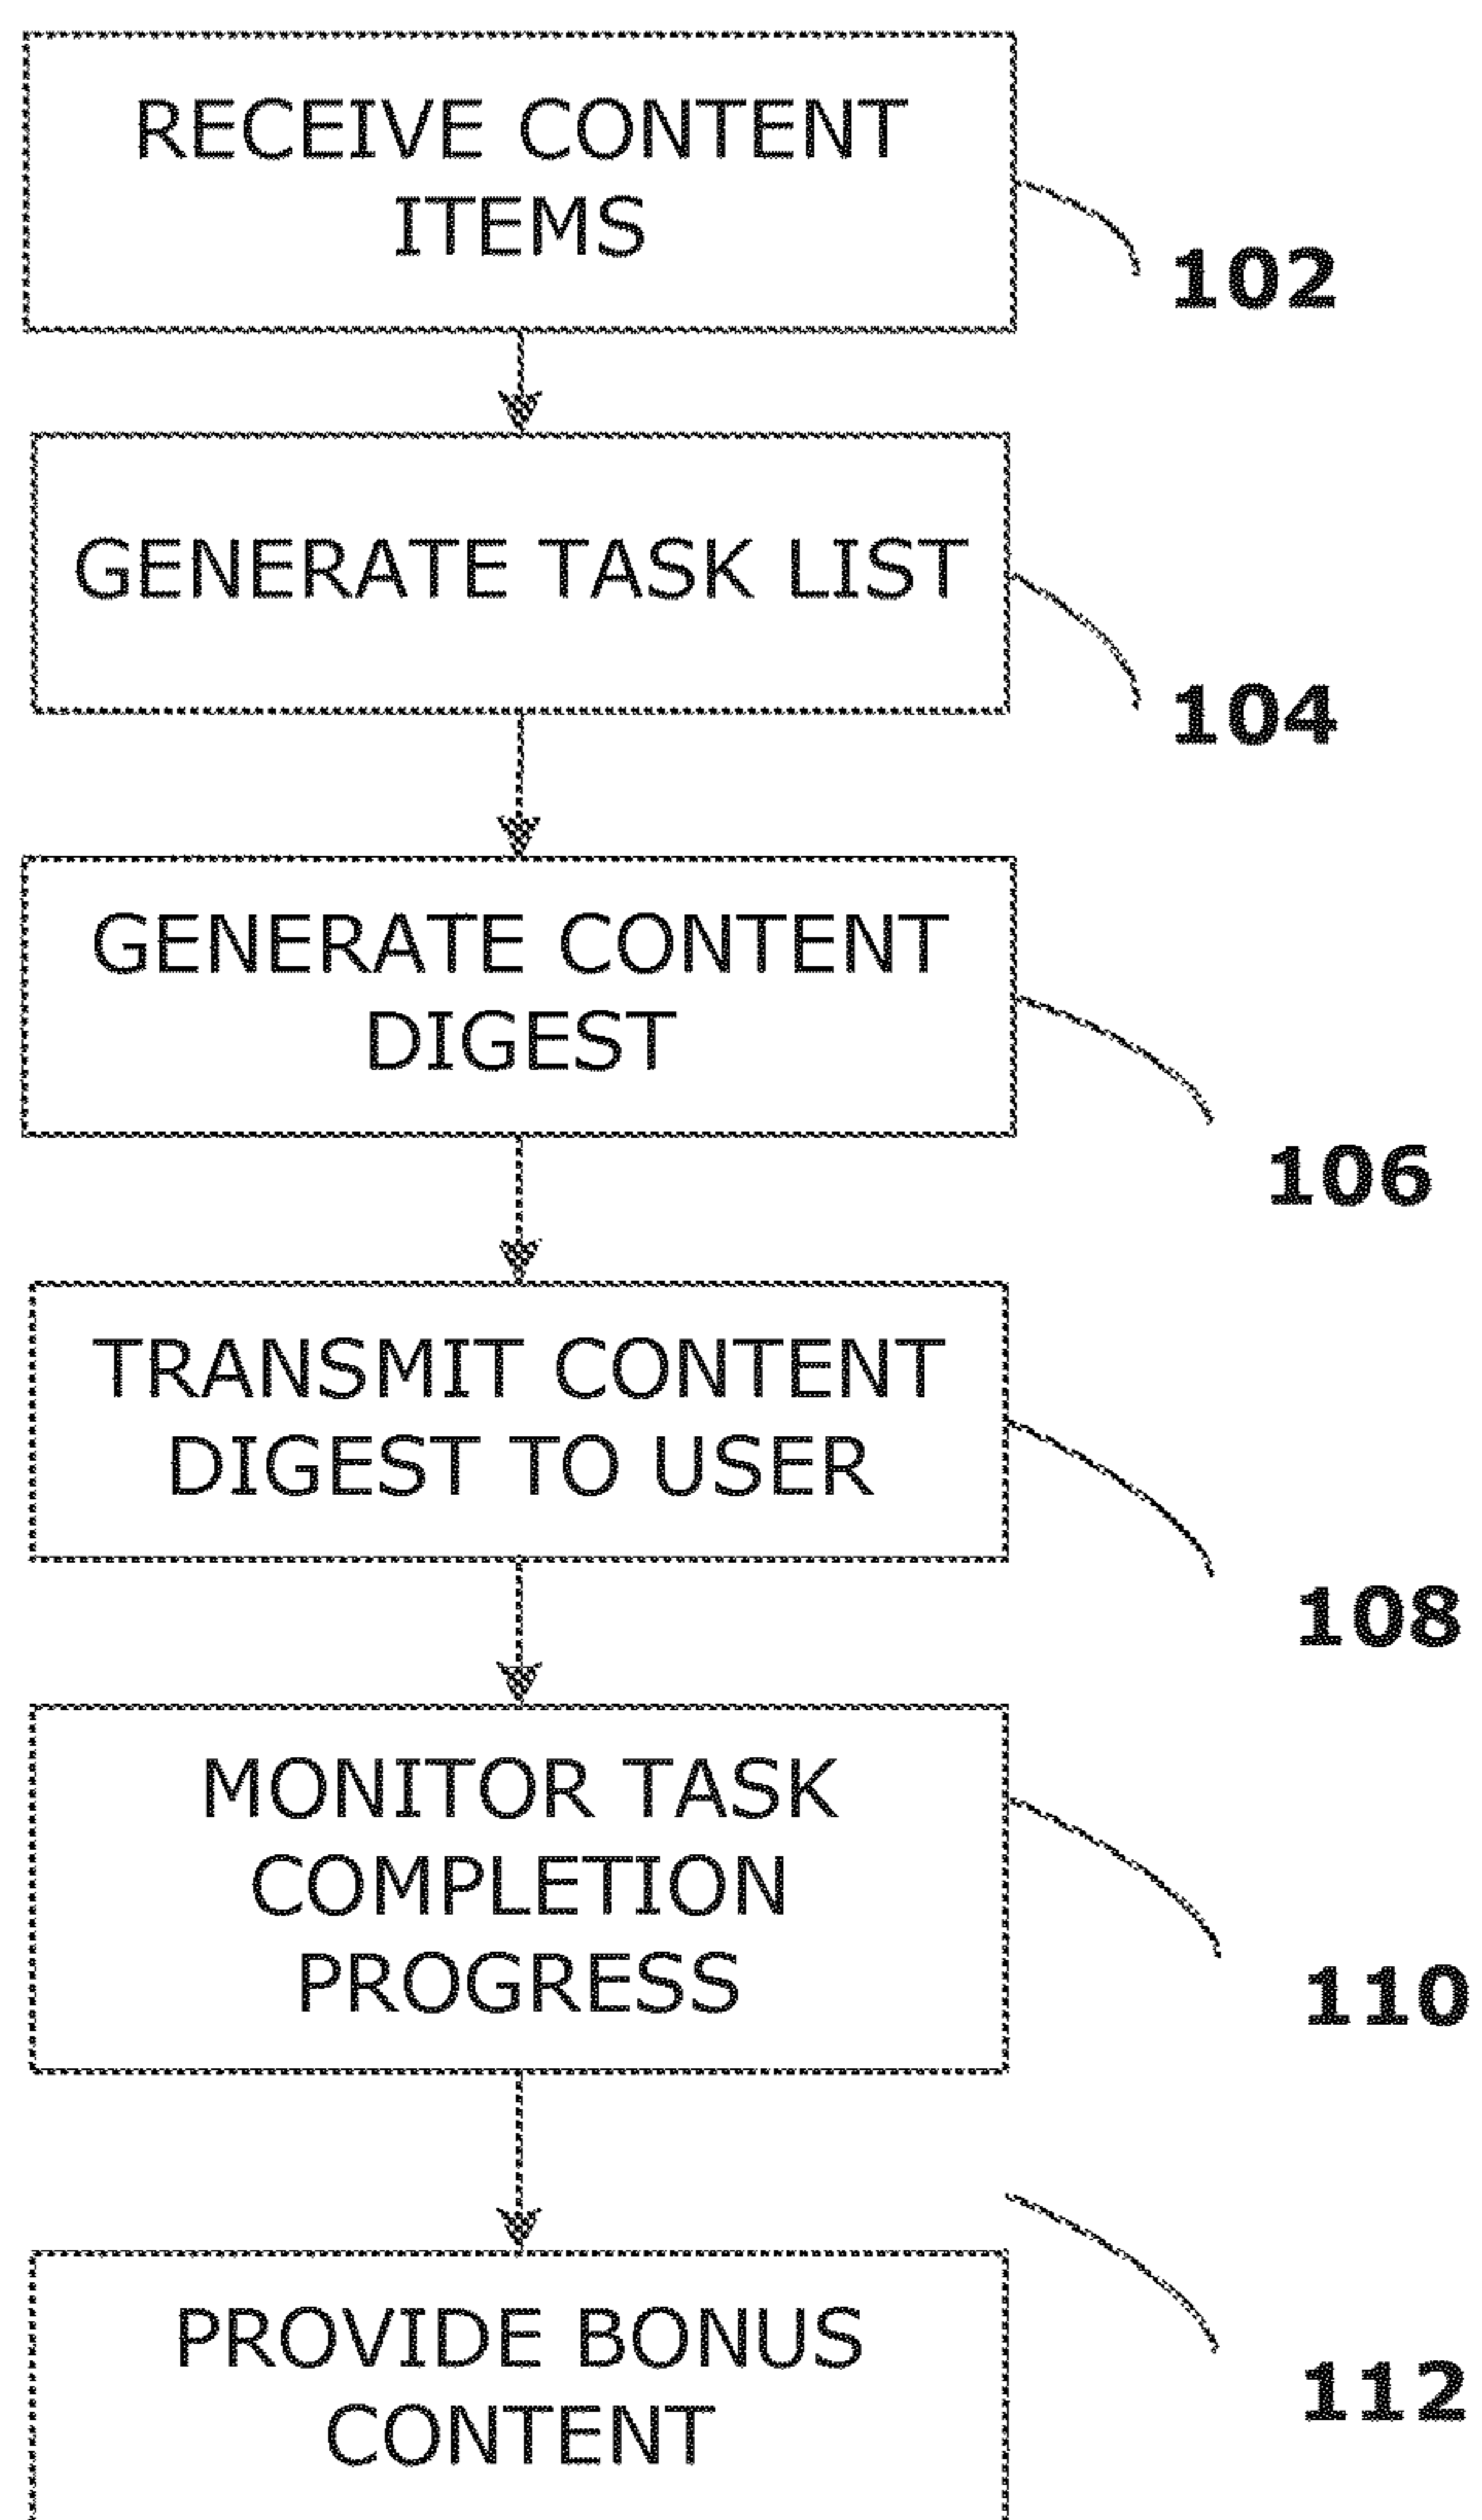 RECEIVE CONTENT
ITEMS
102
GENERATE TASK LIST
104
GENERATE CONTENT
DIGEST
106
TRANSMIT CONTENT
DIGEST TO USER
108
MONITOR TASK
COMPLETION
PROGRESS
110
PROVIDE BONUS
CONTENT
112